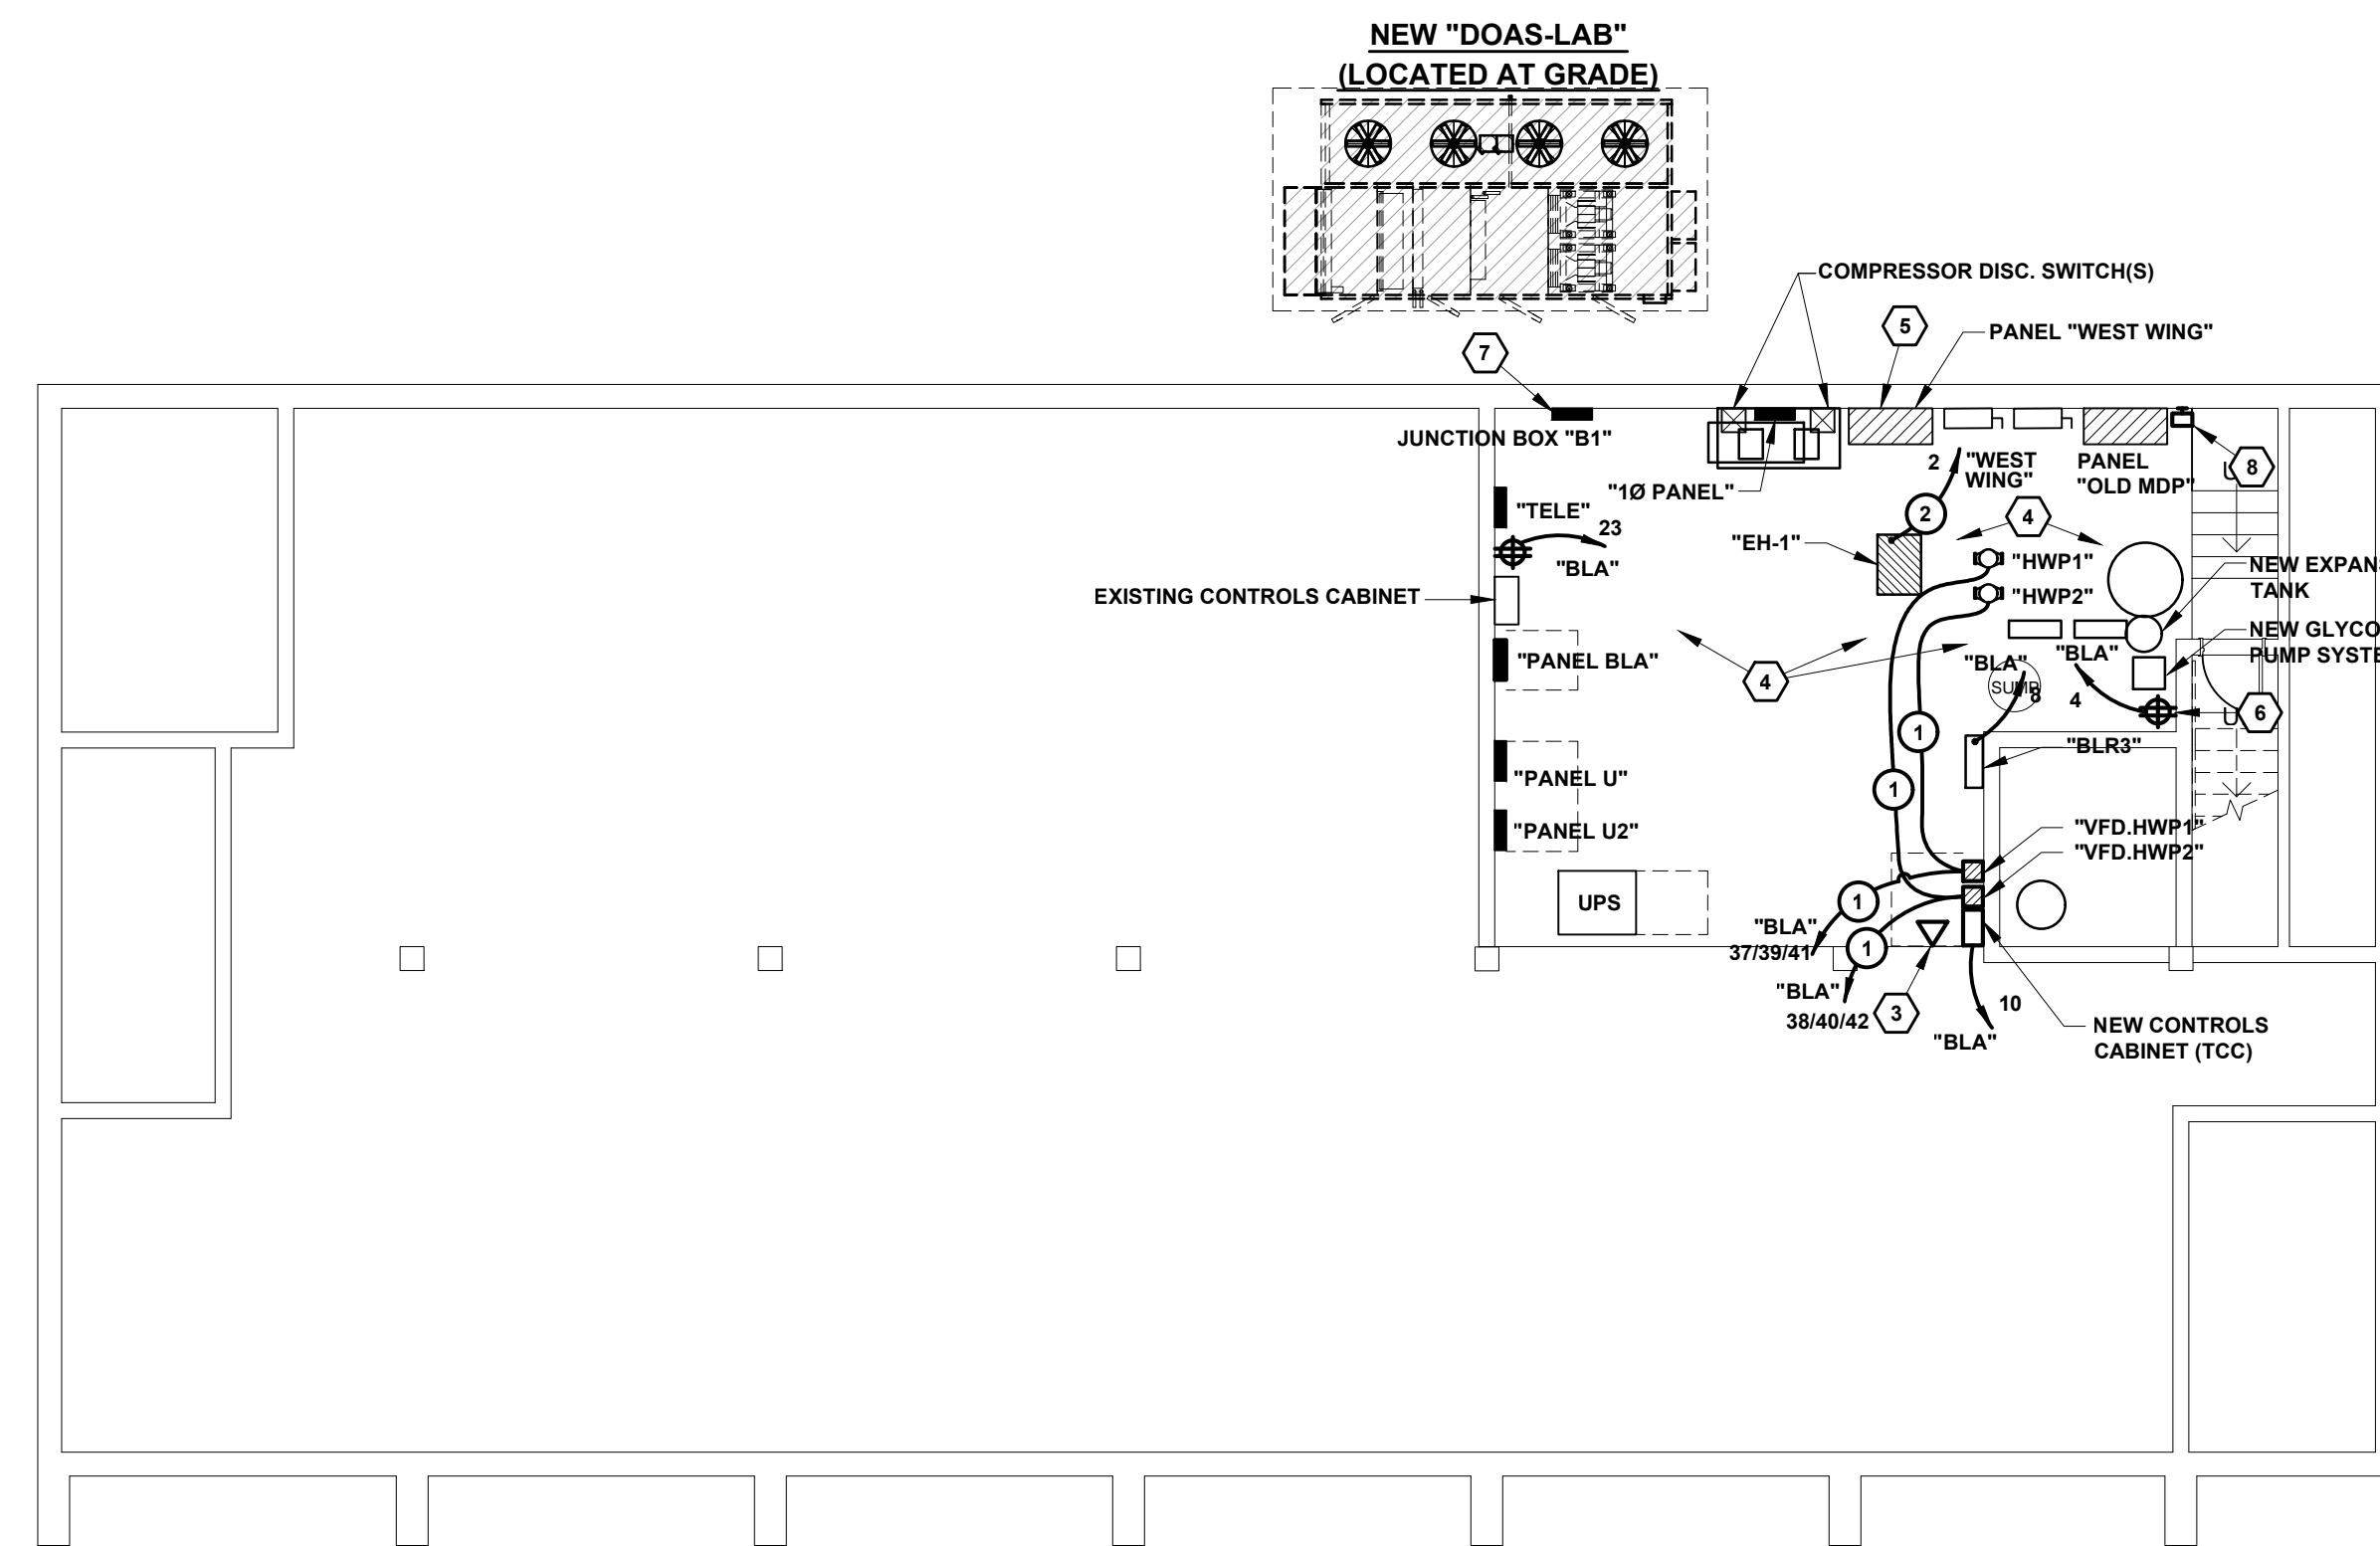 NEW "DOAS-LAB"
(LOCATED AT GRADE)
COMPRESSOR DISC. SWITCH(S)
5
PANEL "WEST WING"
7
JUNCTION BOX "B1"
2
"WEST
WING"
PANEL
"OLD MDP"
U
8
"1Ø PANEL"
"TELE"
23
"BLA"
2
4
"EH-1"
"HWP1"
"HWP2"
NEW EXPANS
TANK
EXISTING CONTROLS CABINET
NEW GLYCO
PUMP SYSTE
"PANEL BLA"
4
"BLA"
"BLA"
SUMP
8
4
U
6
1
"BLR3"
"PANEL U"
1
"PANEL U2"
"VFD.HWP1"
"VFD.HWP2"
UPS
1
"BLA"
37/39/41
1
"BLA"
38/40/42
3
10
"BLA"
NEW CONTROLS
CABINET (TCC)